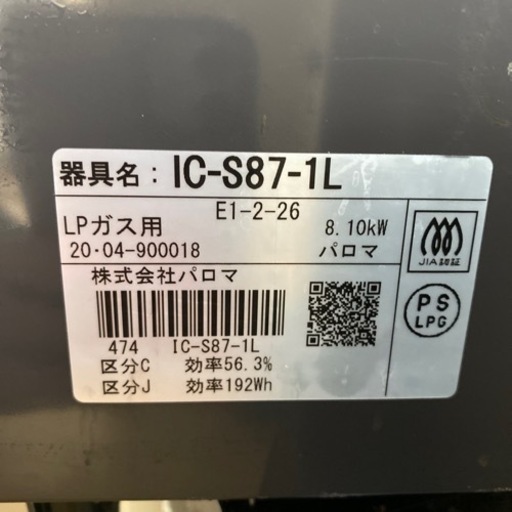 器具名：IC-S87-1L
E1-2-26
LPガス用 8.10kW
20・04-900018 パロマ
JIA認証
株式会社パロマ
PS
LPG
474 IC-S87-1L
区分C 効率56.3%
区分J 効率192Wh